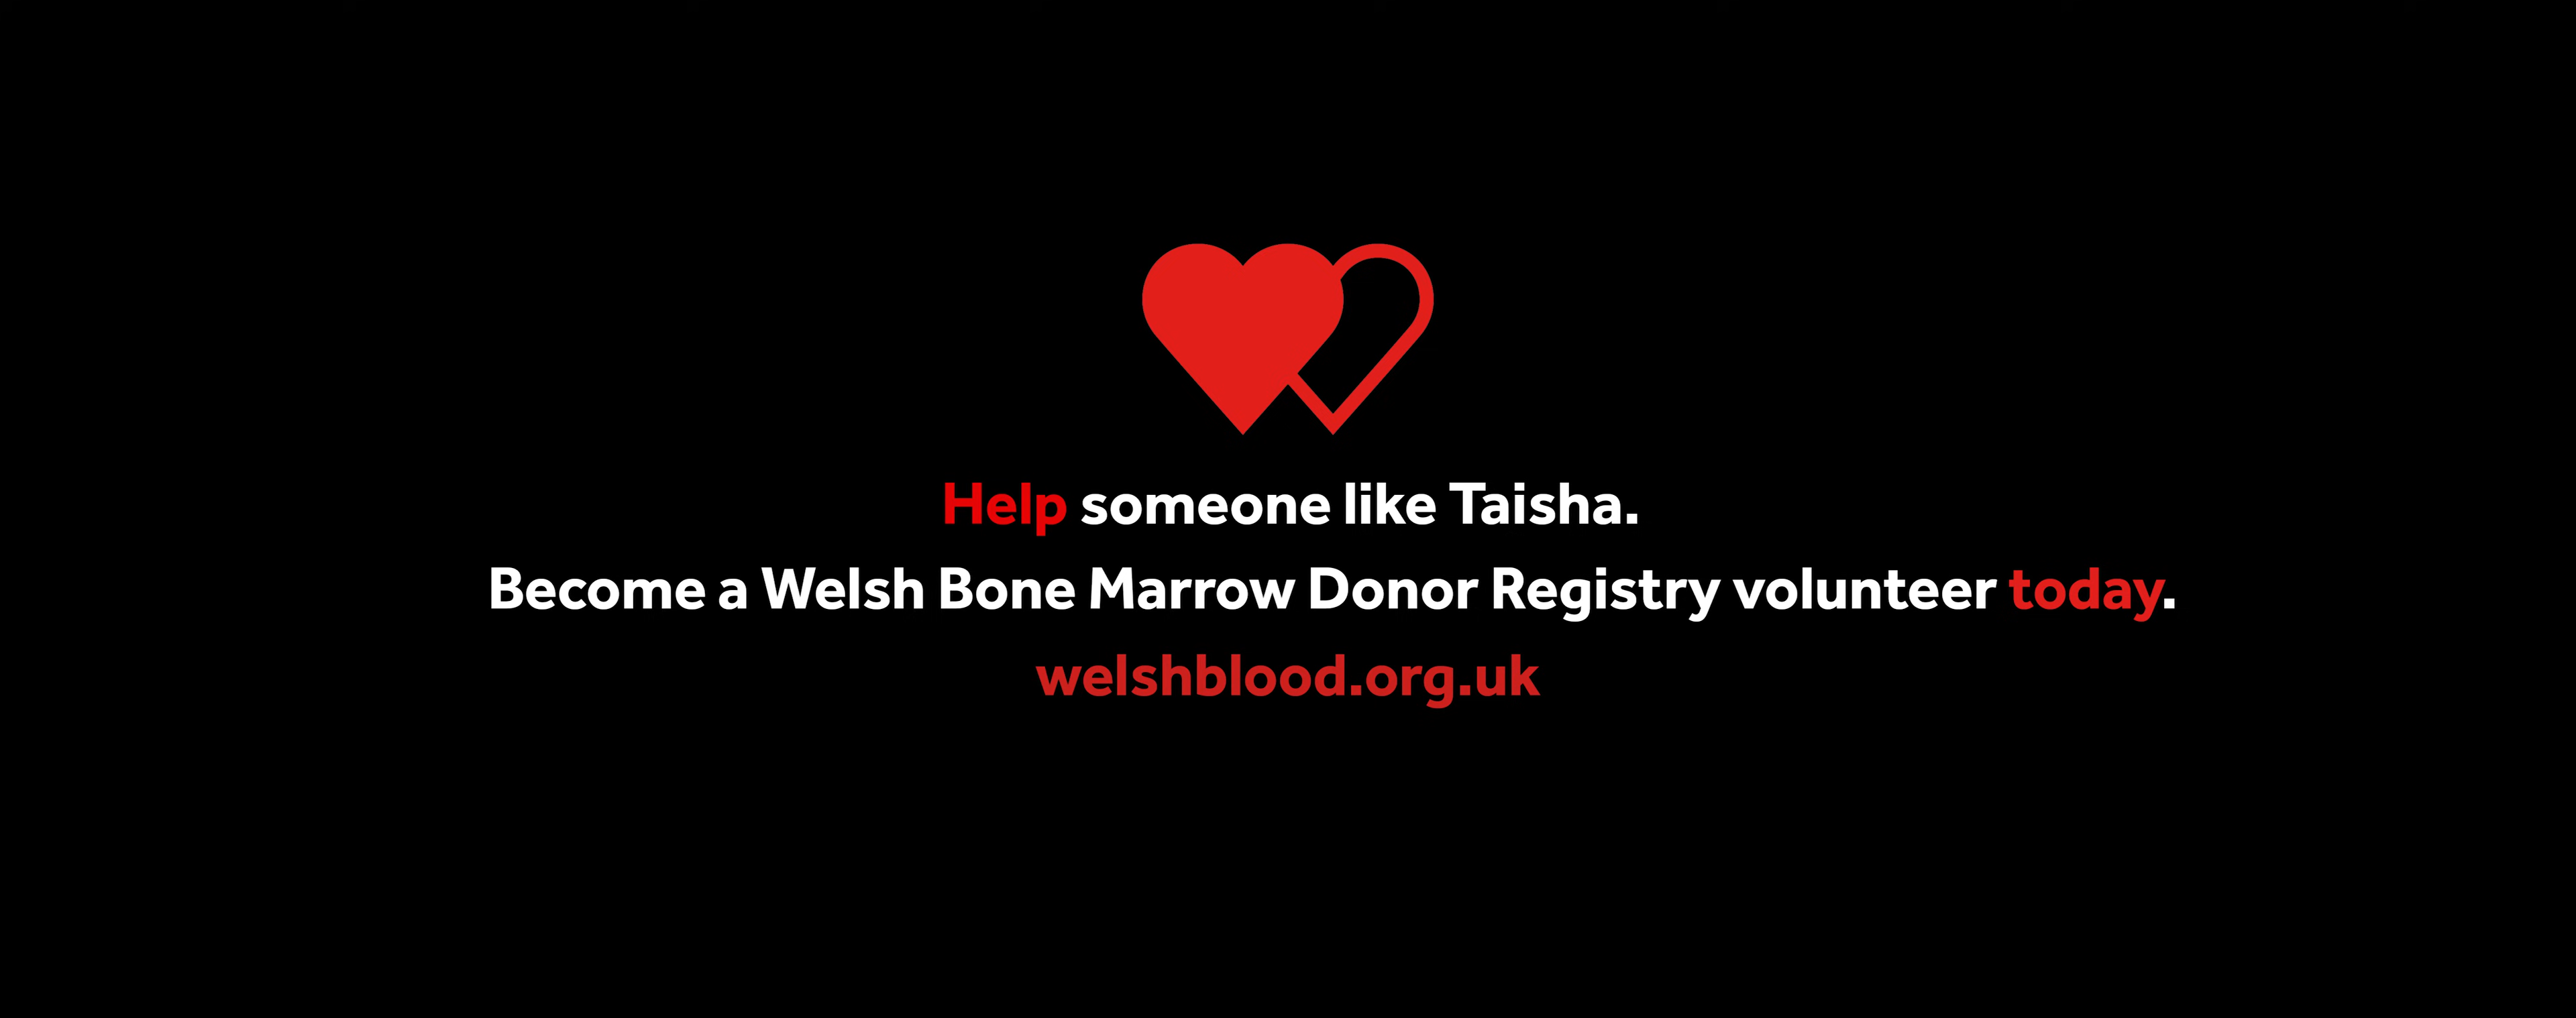 Help someone like Taisha.
Become a Welsh Bone Marrow Donor Registry volunteer today.
welshblood.org.uk